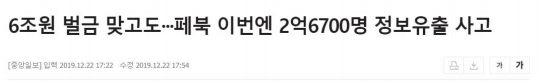 6조원 벌금 맞고도…페북 이번엔 2억6700명 정보유출 사고
[중앙일보] 입력 2019.12.22 17:22 수정 2019.12.22 17:54
가 가